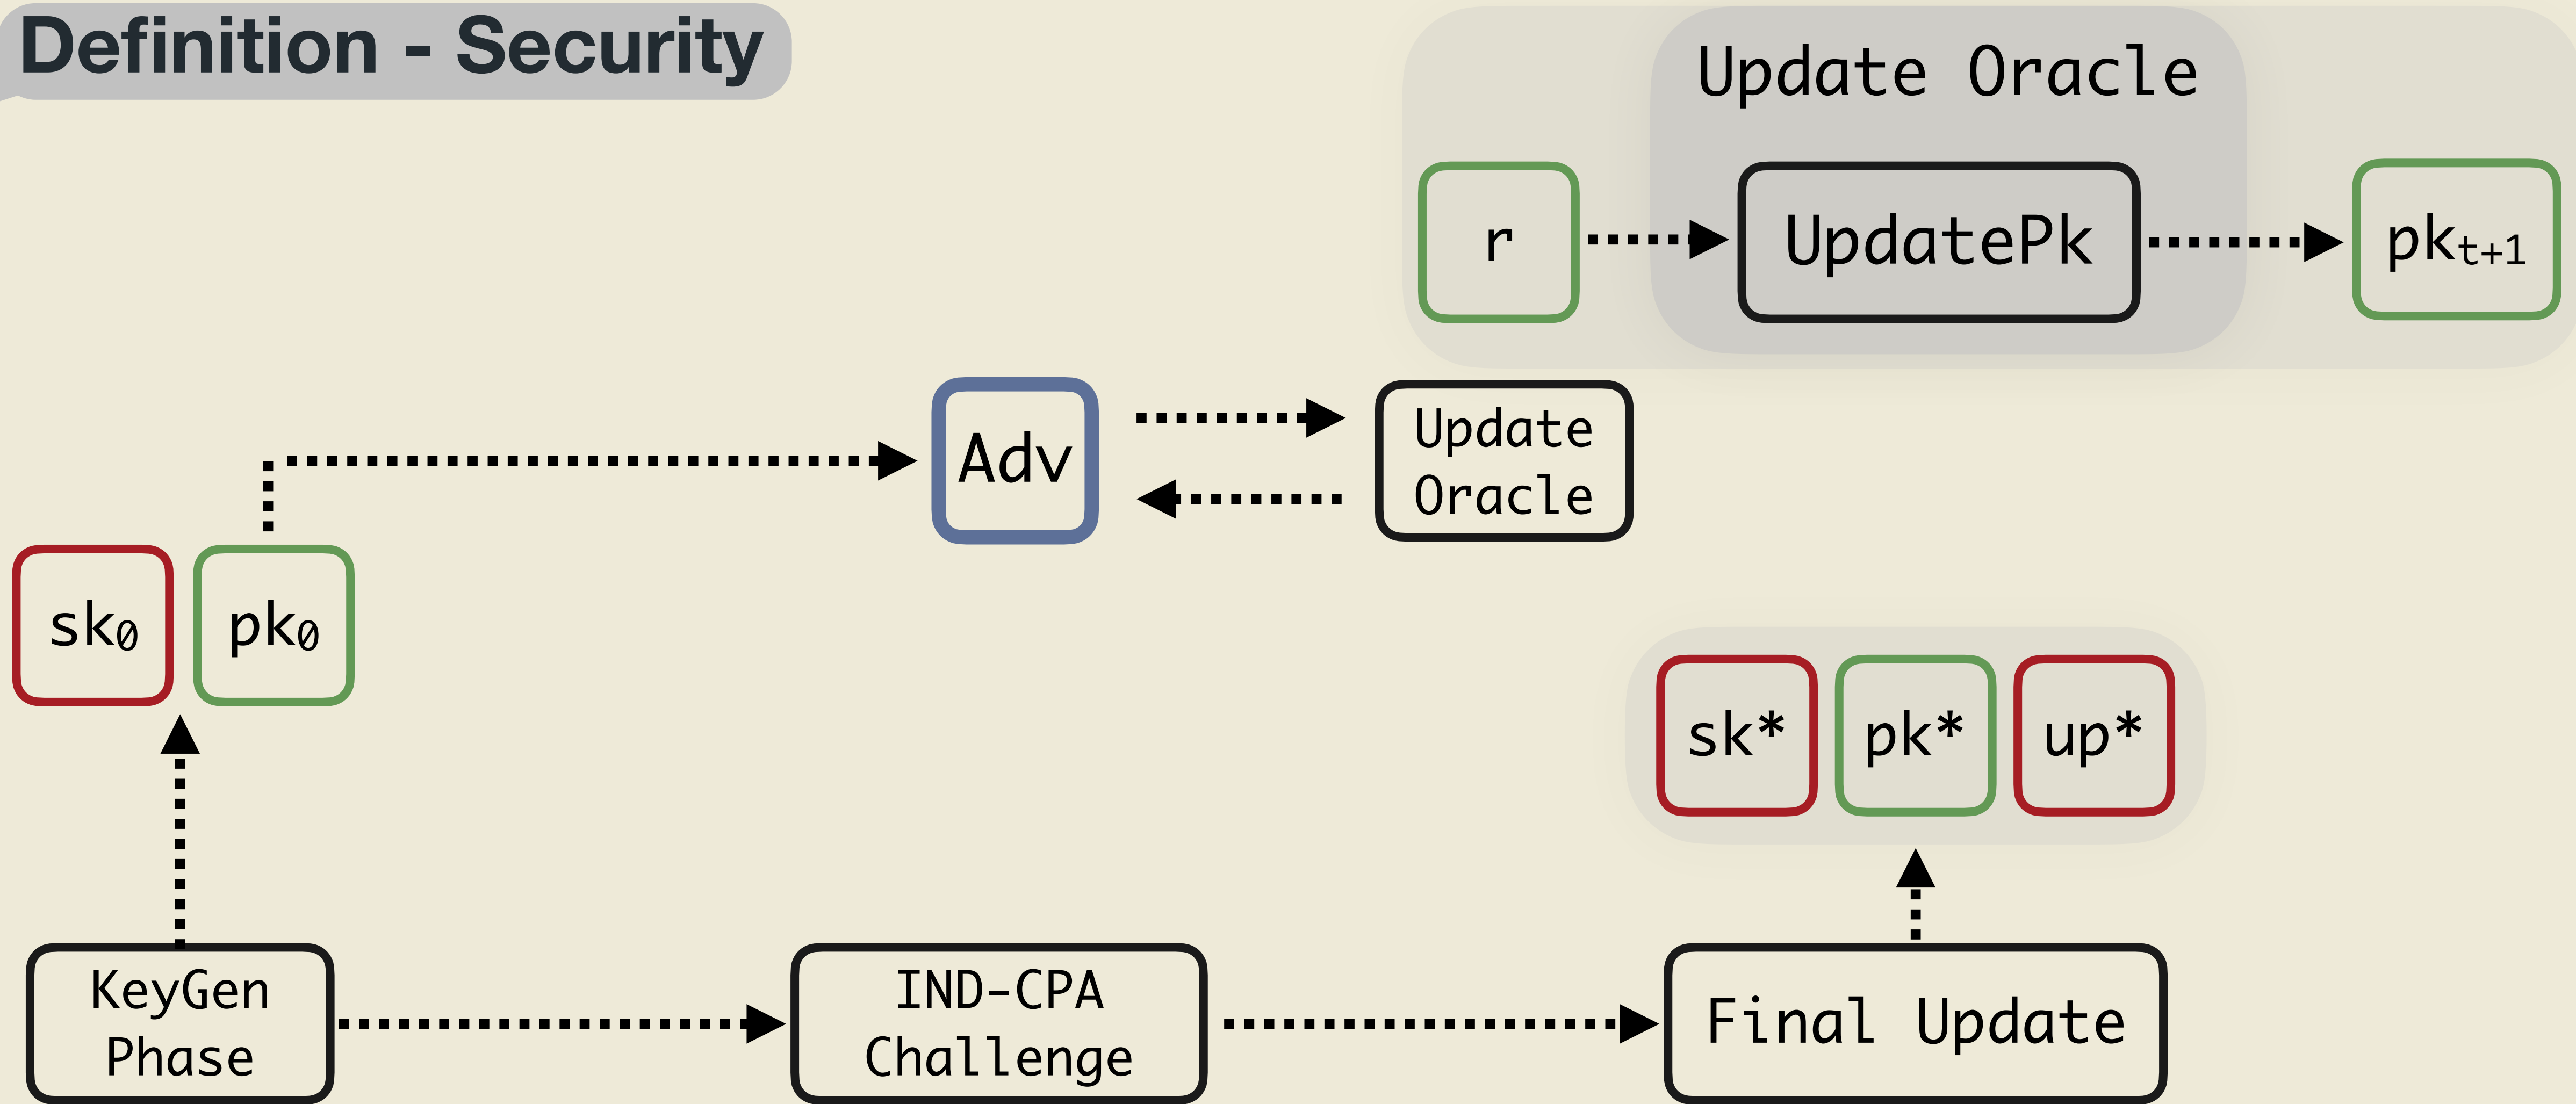 Definition - Security
Update Oracle
r
UpdatePk
pkt+1
Adv
Update
Oracle
sk0
pk0
sk*
pk*
up*
KeyGen
Phase
IND-CPA
Challenge
Final Update